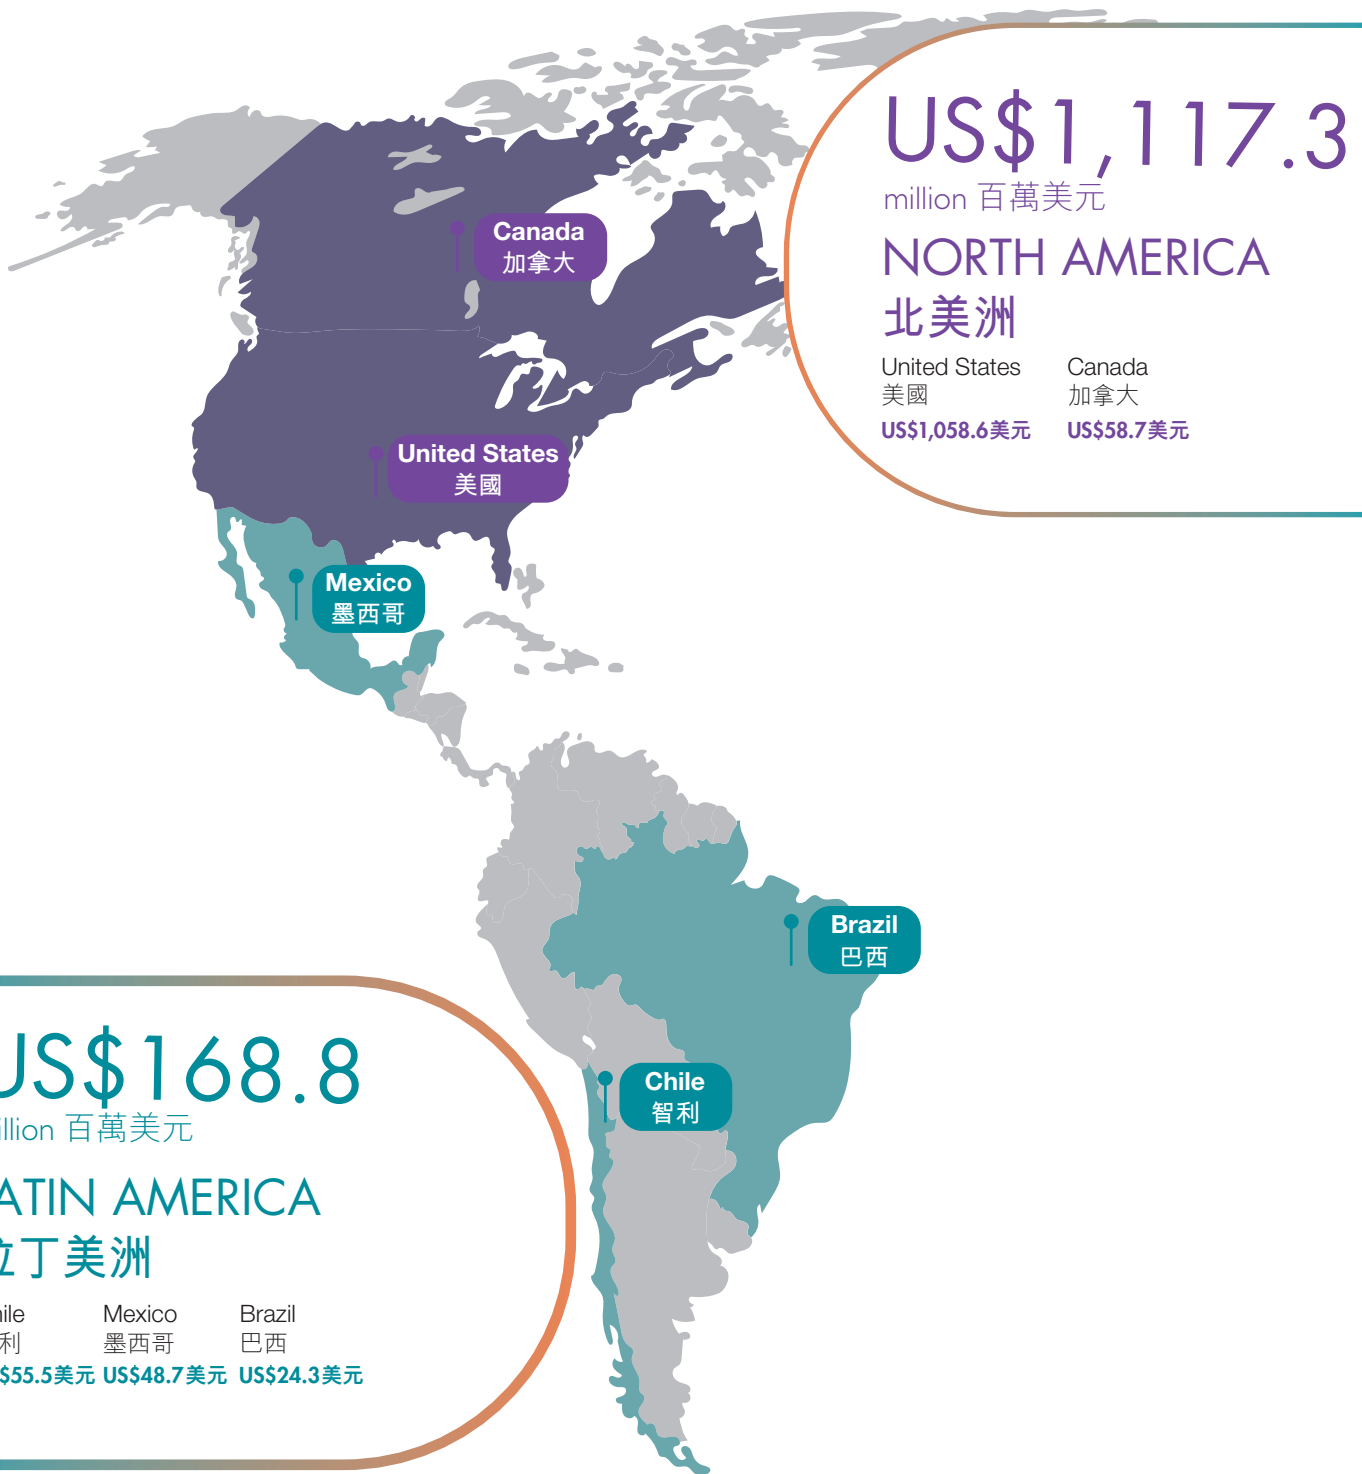 US$1,117.3
million 百萬美元
NORTH AMERICA
北美洲
United States Canada
美國 加拿大
US$1,058.6美元 US$58.7美元
Canada
加拿大
United States
美國
Mexico
墨西哥
Brazil
巴西
Chile
智利
US$168.8
百萬美元
AMERICA
丁美洲
Mexico Brazil
利 墨西哥 巴西
$55.5美元 US$48.7美元 US$24.3美元